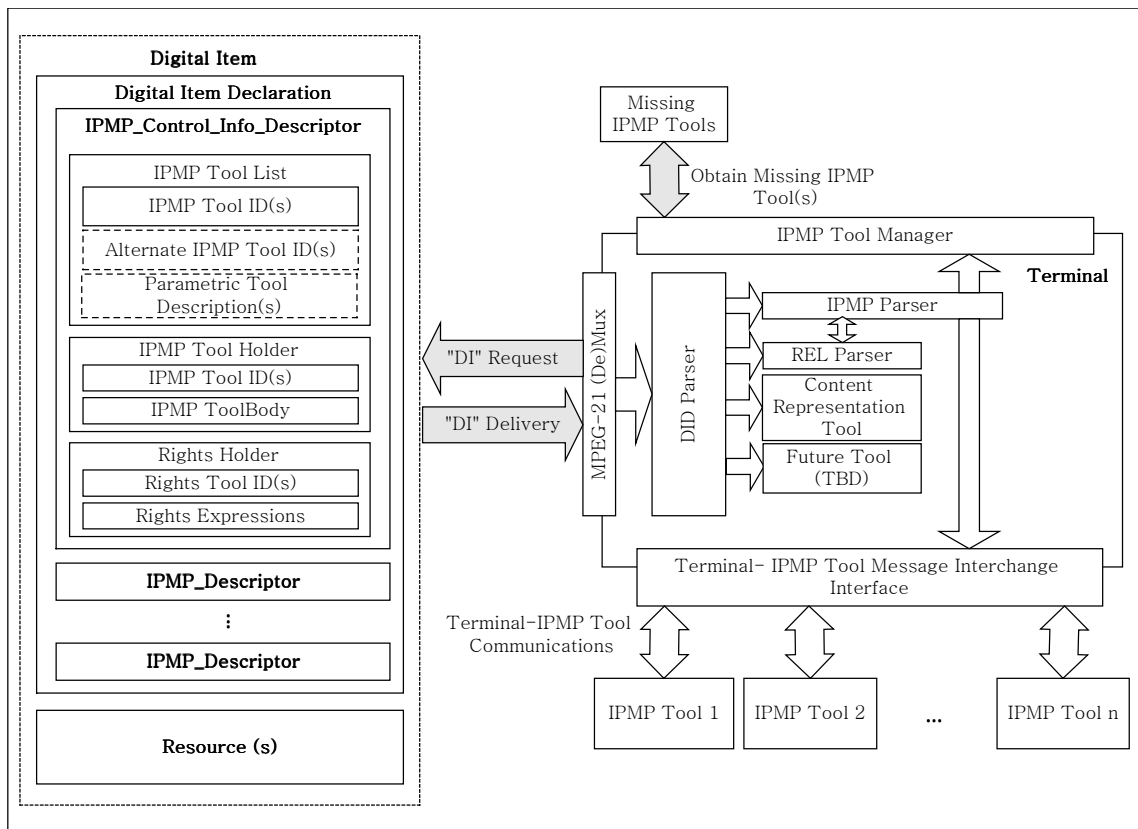 Digital Item
Digital Item Declaration
IPMP_Control_Info_Descriptor
IPMP Tool List
IPMP Tool ID(s)
Alternate IPMP Tool ID(s)
Parametric Tool
Description(s)
IPMP Tool Holder
IPMP Tool ID(s)
IPMP ToolBody
Rights Holder
Rights Tool ID(s)
Rights Expressions
IPMP_Descriptor
...
IPMP_Descriptor
Resource (s)
"DI" Request
"DI" Delivery
Missing
IPMP Tools
Obtain Missing IPMP
Tool(s)
IPMP Tool Manager
Terminal
MPEG-21 (De)Mux
DID Parser
IPMP Parser
REL Parser
Content
Representation
Tool
Future Tool
(TBD)
Terminal- IPMP Tool Message Interchange
Interface
Terminal-IPMP Tool
Communications
IPMP Tool 1
IPMP Tool 2
...
IPMP Tool n